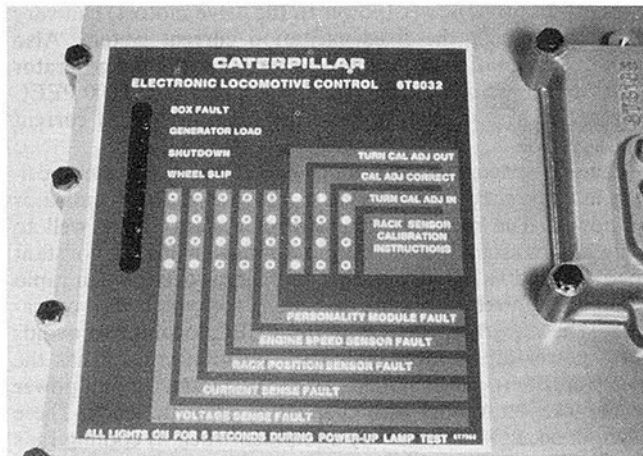 CATERPILLAR
ELECTRONIC LOCOMOTIVE CONTROL 6T8032
BOX FAULT
GENERATOR LOAD
SHUTDOWN
WHEEL SLIP
TURN CAL ADJ OUT
CAL ADJ CORRECT
TURN CAL ADJ IN
RACK SENSOR
CALIBRATION
INSTRUCTIONS
PERSONALITY MODULE FAULT
ENGINE SPEED SENSOR FAULT
RACK POSITION SENSOR FAULT
CURRENT SENSE FAULT
VOLTAGE SENSE FAULT
ALL LIGHTS ON FOR 5 SECONDS DURING POWER-UP LAMP TEST